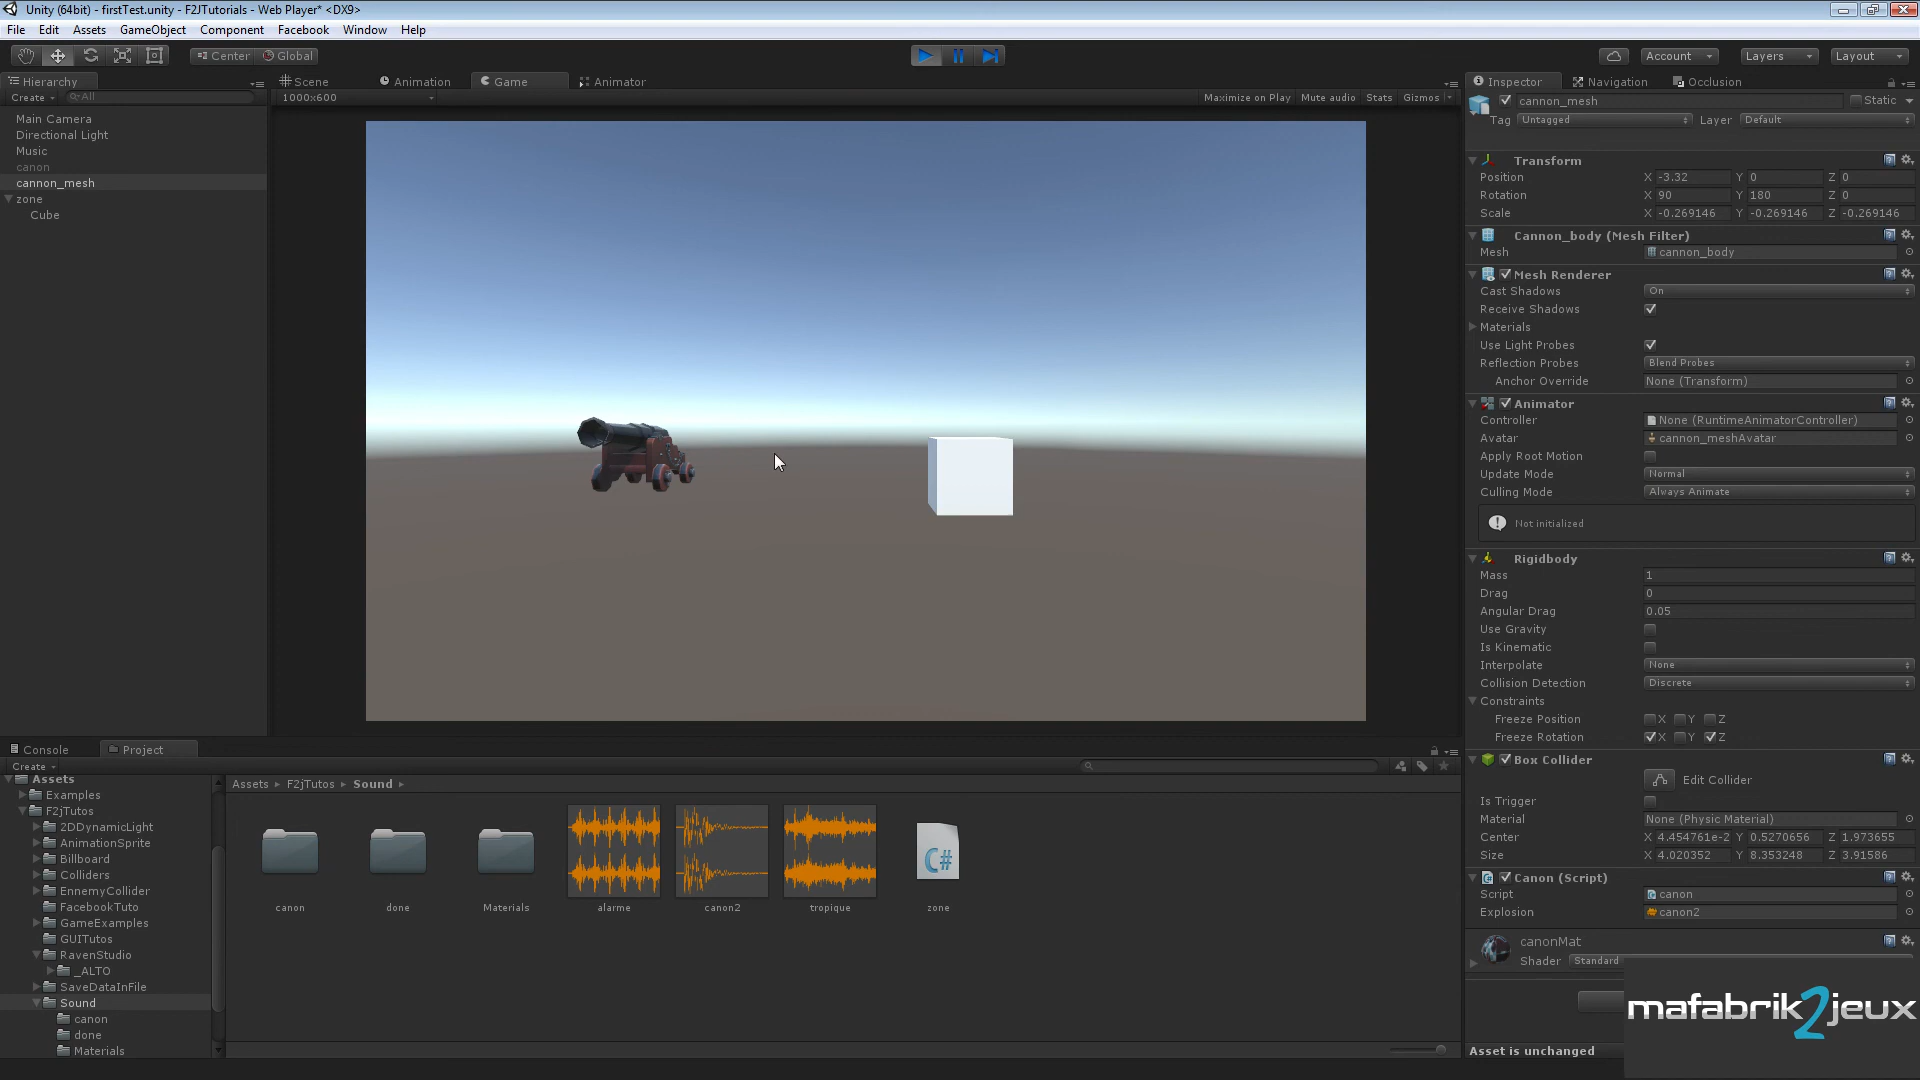 Unity (64bit) - firstTest.unity - F2JTutorials - Web Player* <DX9>
File Edit Assets GameObject Component Facebook Window Help
Center Global Account Layers Layout
Hierarchy
Create All
Main Camera
Directional Light
Music
canon
cannon_mesh
zone
Cube
Scene Animation Game Animator
1000x600 Maximize on Play Mute audio Stats Gizmos
Inspector Navigation Occlusion
cannon_mesh Static
Tag Untagged Layer Default
Transform
Position X -3.32 Y 0 Z 0
Rotation X 90 Y 180 Z 0
Scale X -0.269146 Y -0.269146 Z -0.269146
Cannon_body (Mesh Filter)
Mesh cannon_body
Mesh Renderer
Cast Shadows On
Receive Shadows
Materials
Use Light Probes
Reflection Probes Blend Probes
Anchor Override None (Transform)
Animator
Controller None (RuntimeAnimatorController)
Avatar cannon_meshAvatar
Apply Root Motion
Update Mode Normal
Culling Mode Always Animate
Not initialized
Rigidbody
Mass 1
Drag 0
Angular Drag 0.05
Use Gravity
Is Kinematic
Interpolate None
Collision Detection Discrete
Constraints
Freeze Position X Y Z
Freeze Rotation X Y Z
Box Collider
Edit Collider
Is Trigger
Material None (Physic Material)
Center X 4.454761e-2 Y 0.5270656 Z 1.973655
Size X 4.020352 Y 8.353248 Z 3.91586
Canon (Script)
Script canon
Explosion canon2
canonMat
Shader Standard
mafabrik2jeux
Asset is unchanged
Console Project
Create
Assets
Examples
F2jTutos
2DDynamicLight
AnimationSprite
Billboard
Colliders
EnnemyCollider
FacebookTuto
GameExamples
GUITutos
RavenStudio
_ALTO
SaveDataInFile
Sound
canon
done
Materials
Assets F2jTutos Sound
C#
canon done Materials alarme canon2 tropique zone